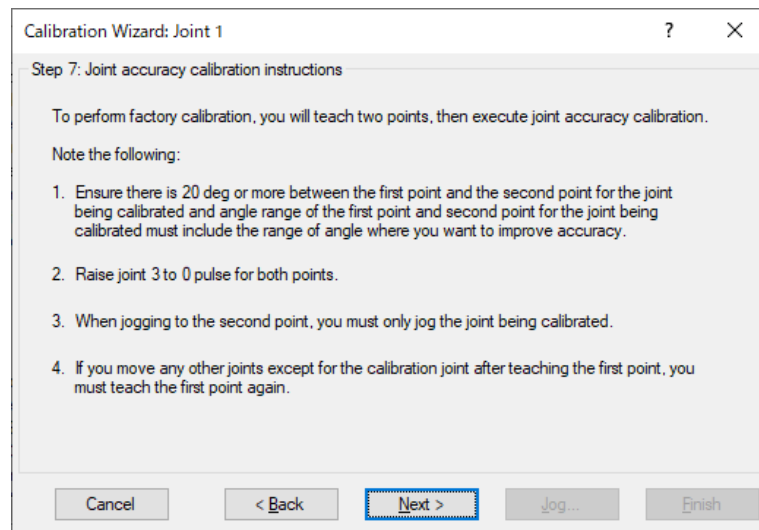 Calibration Wizard: Joint 1
Step 7: Joint accuracy calibration instructions
To perform factory calibration, you will teach two points, then execute joint accuracy calibration.
Note the following:
1. Ensure there is 20 deg or more between the first point and the second point for the joint
being calibrated and angle range of the first point and second point for the joint being
calibrated must include the range of angle where you want to improve accuracy.
2. Raise joint 3 to 0 pulse for both points.
3. When jogging to the second point, you must only jog the joint being calibrated.
4. If you move any other joints except for the calibration joint after teaching the first point, you
must teach the first point again.
Cancel < Back Next > Jog... Finish